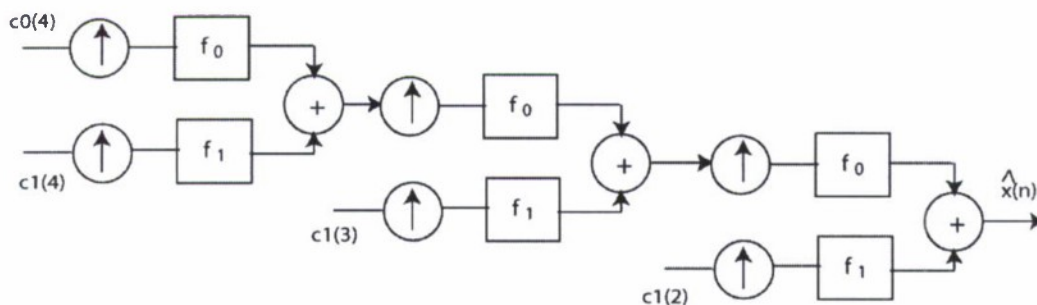 c0(4)
f0
+
c1(4)
f1
f0
+
c1(3)
f1
f0
+
x̂(n)
c1(2)
f1